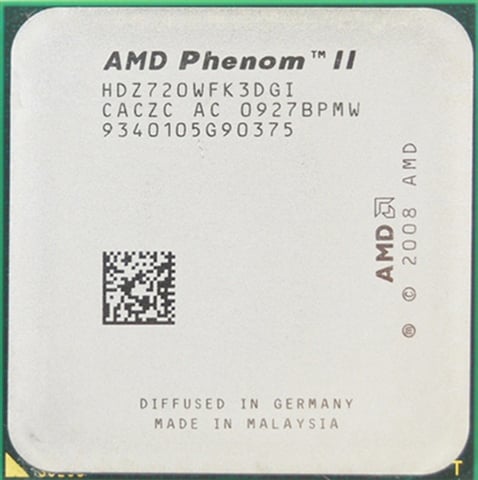 AMD Phenom™ II
HDZ720WFK3DGI
CACZC AC 0927BPMW
9340105G90375
AMD
ⓜ © 2008 AMD
DIFFUSED IN GERMANY
MADE IN MALAYSIA
T